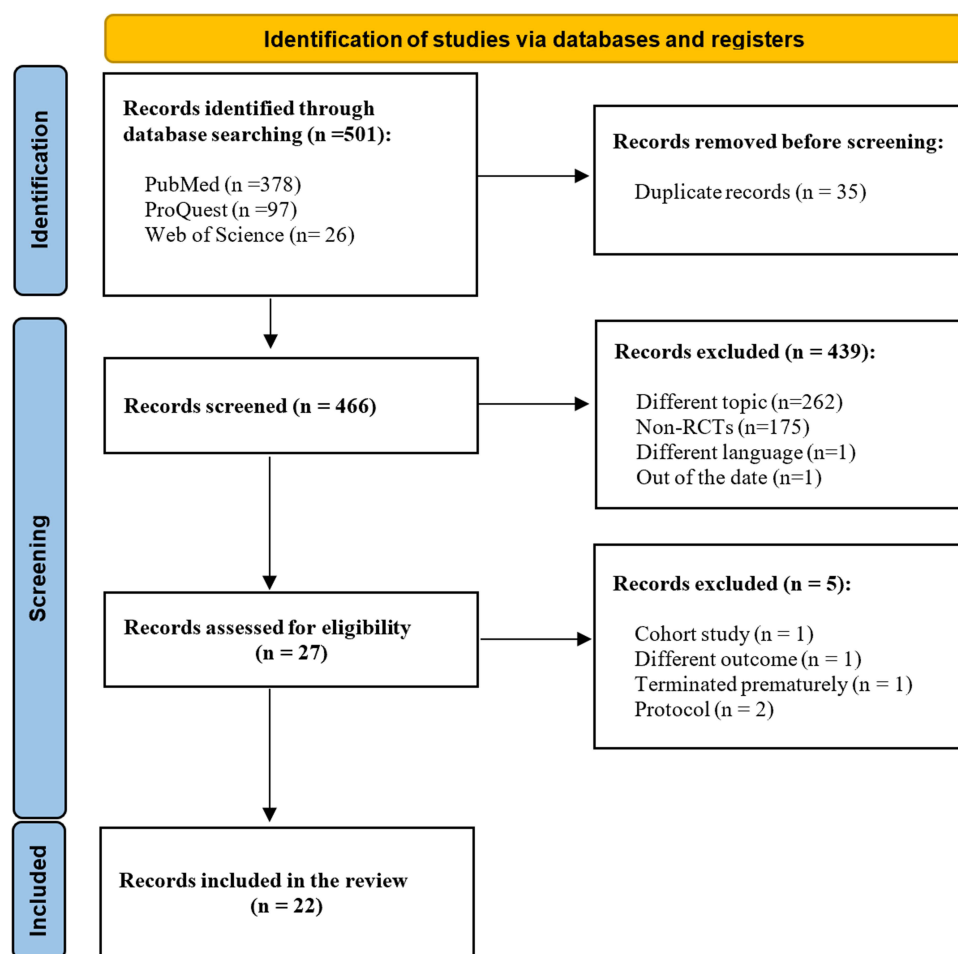 Identification of studies via databases and registers
Identification
Records identified through
database searching (n =501):
PubMed (n =378)
ProQuest (n =97)
Web of Science (n= 26)
Records removed before screening:
Duplicate records (n = 35)
Screening
Records screened (n = 466)
Records excluded (n = 439):
Different topic (n=262)
Non-RCTs (n=175)
Different language (n=1)
Out of the date (n=1)
Records assessed for eligibility
(n = 27)
Records excluded (n = 5):
Cohort study (n = 1)
Different outcome (n = 1)
Terminated prematurely (n = 1)
Protocol (n = 2)
Included
Records included in the review
(n = 22)